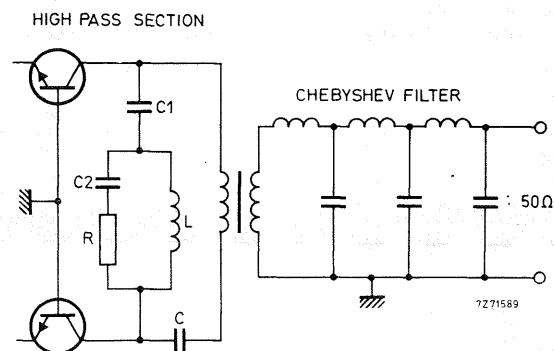 HIGH PASS SECTION
CHEBYSHEV FILTER
C1
C2
R
L
C
50Ω
7Z71589